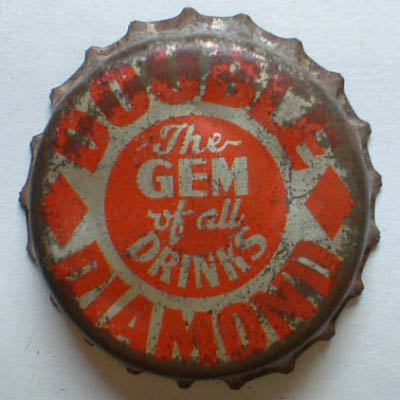 DOUBLE
The
GEM
of all
DRINKS
DIAMOND